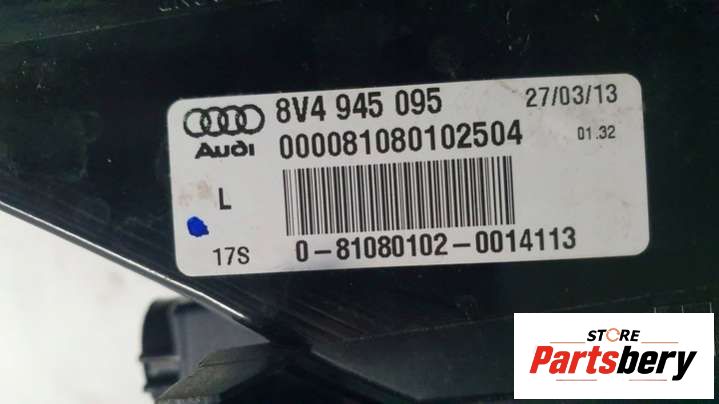 8V4 945 095 27/03/13
Audi 000081080102504 01.32
L
17S 0-81080102-0014113
STORE
Partsbery